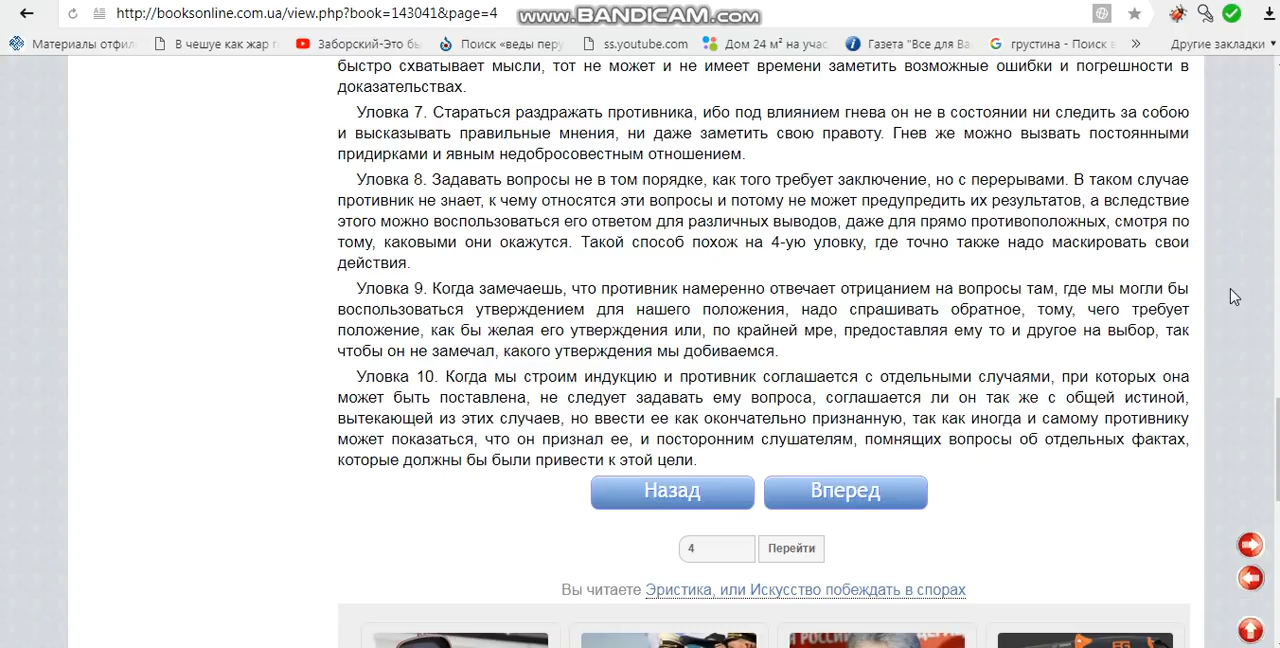 http://booksonline.com.ua/view.php?book=143041&page=4
www.BANDICAM.com
Материалы отфил
В чешуе как жар г
Заборский-Это бы
Поиск «веды перу
ss.youtube.com
Дом 24 м² на учас
Газета "Все для Ва
грустина - Поиск в
Другие закладки
быстро схватывает мысли, тот не может и не имеет времени заметить возможные ошибки и погрешности в
доказательствах.
Уловка 7. Стараться раздражать противника, ибо под влиянием гнева он не в состоянии ни следить за собою
и высказывать правильные мнения, ни даже заметить свою правоту. Гнев же можно вызвать постоянными
придирками и явным недобросовестным отношением.
Уловка 8. Задавать вопросы не в том порядке, как того требует заключение, но с перерывами. В таком случае
противник не знает, к чему относятся эти вопросы и потому не может предупредить их результатов, а вследствие
этого можно воспользоваться его ответом для различных выводов, даже для прямо противоположных, смотря по
тому, каковыми они окажутся. Такой способ похож на 4-ую уловку, где точно также надо маскировать свои
действия.
Уловка 9. Когда замечаешь, что противник намеренно отвечает отрицанием на вопросы там, где мы могли бы
воспользоваться утверждением для нашего положения, надо спрашивать обратное, тому, чего требует
положение, как бы желая его утверждения или, по крайней мре, предоставляя ему то и другое на выбор, так
чтобы он не замечал, какого утверждения мы добиваемся.
Уловка 10. Когда мы строим индукцию и противник соглашается с отдельными случаями, при которых она
может быть поставлена, не следует задавать ему вопроса, соглашается ли он так же с общей истиной,
вытекающей из этих случаев, но ввести ее как окончательно признанную, так как иногда и самому противнику
может показаться, что он признал ее, и посторонним слушателям, помнящих вопросы об отдельных фактах,
которые должны бы были привести к этой цели.
Назад
Вперед
4
Перейти
Вы читаете Эристика, или Искусство побеждать в спорах